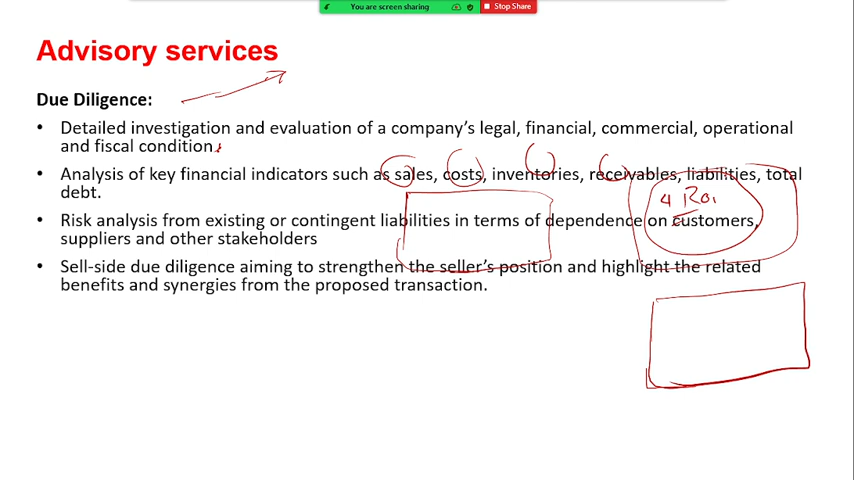 You are screen sharing
Stop Share
Advisory services
Due Diligence:
• Detailed investigation and evaluation of a company's legal, financial, commercial, operational
and fiscal condition.
• Analysis of key financial indicators such as sales, costs, inventories, receivables, liabilities, total
debt.
4
• Risk analysis from existing or contingent liabilities in terms of dependence on customers,
suppliers and other stakeholders
• Sell-side due diligence aiming to strengthen the seller's position and highlight the related
benefits and synergies from the proposed transaction.